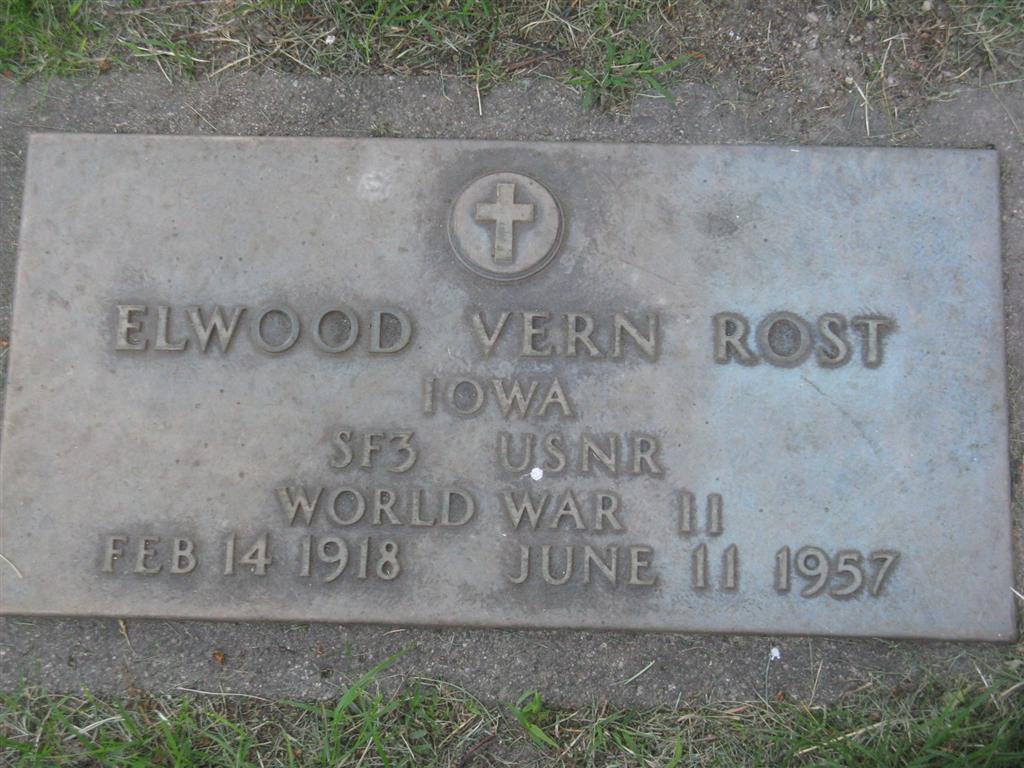 ELWOOD VERN ROST
IOWA
SF3 USNR
WORLD WAR II
FEB 14 1918 JUNE 11 1957